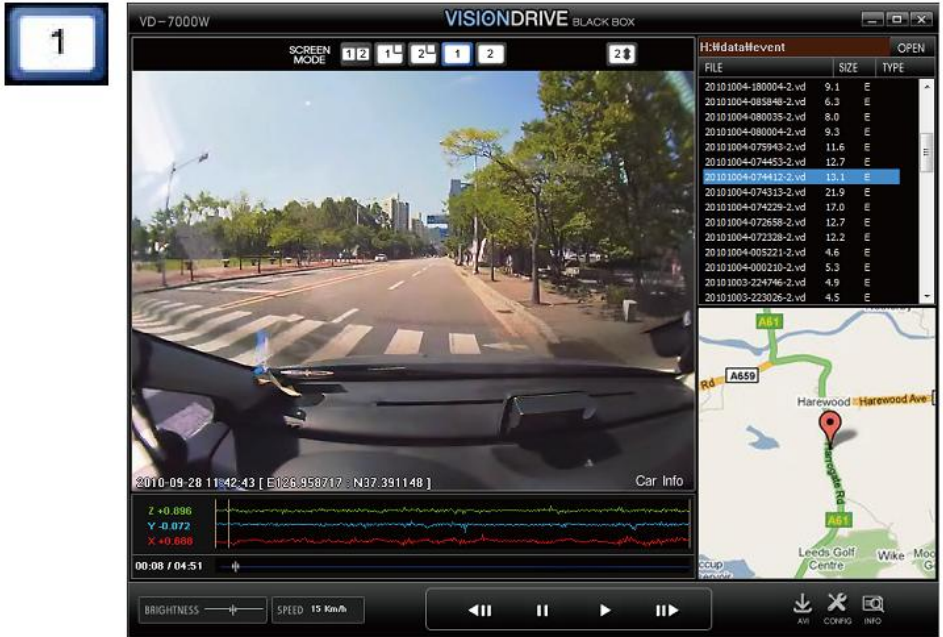 1
VD-7000W
VISIONDRIVE BLACK BOX
SCREEN MODE
1 2
1
2
1
2
2
H:₩data₩event
OPEN
FILE SIZE TYPE
20101004-180004-2.vd 9.1 E
20101004-085848-2.vd 6.3 E
20101004-080035-2.vd 8.0 E
20101004-080004-2.vd 9.3 E
20101004-075943-2.vd 11.6 E
20101004-074453-2.vd 12.7 E
20101004-074412-2.vd 13.1 E
20101004-074313-2.vd 21.9 E
20101004-074229-2.vd 17.0 E
20101004-072658-2.vd 12.7 E
20101004-072328-2.vd 12.2 E
20101004-005221-2.vd 4.6 E
20101004-000210-2.vd 5.3 E
20101003-224746-2.vd 4.9 E
20101003-223026-2.vd 4.5 E
A61
A659
Rd
Harewood
Harewood Ave
Harrogate Rd
A61
Leeds Golf
Centre
Wike
2010-09-28 11:42:43 [ E126.958717 : N37.391148 ]
Car Info
Z +0.896
Y -0.072
00:08 / 04:51
BRIGHTNESS
SPEED 15 Km/h
AVI
CONFIG
INFO